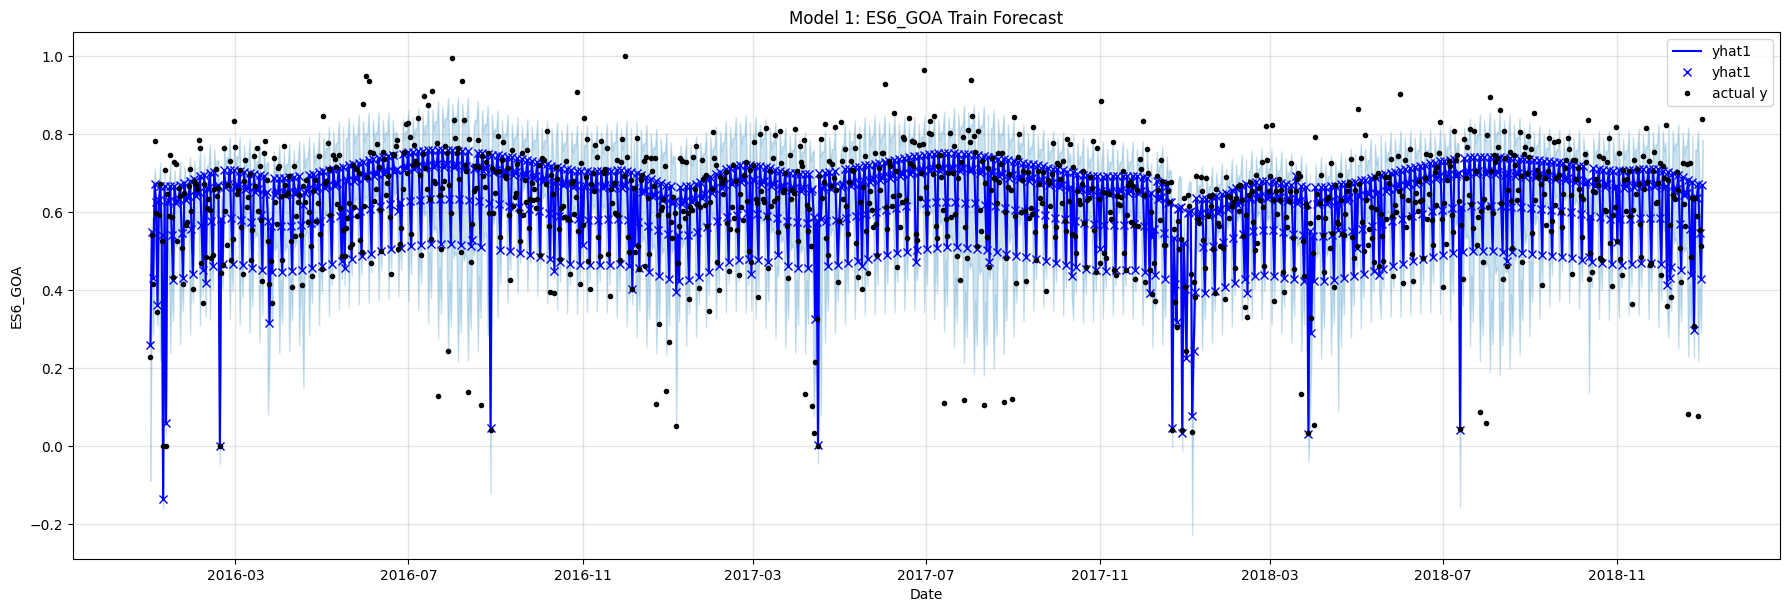 Model 1: ES6_GOA Train Forecast
yhat1
yhat1
actual y
1.0
0.8
0.6
0.4
0.2
0.0
−0.2
ES6_GOA
2016-03
2016-07
2016-11
2017-03
2017-07
2017-11
2018-03
2018-07
2018-11
Date